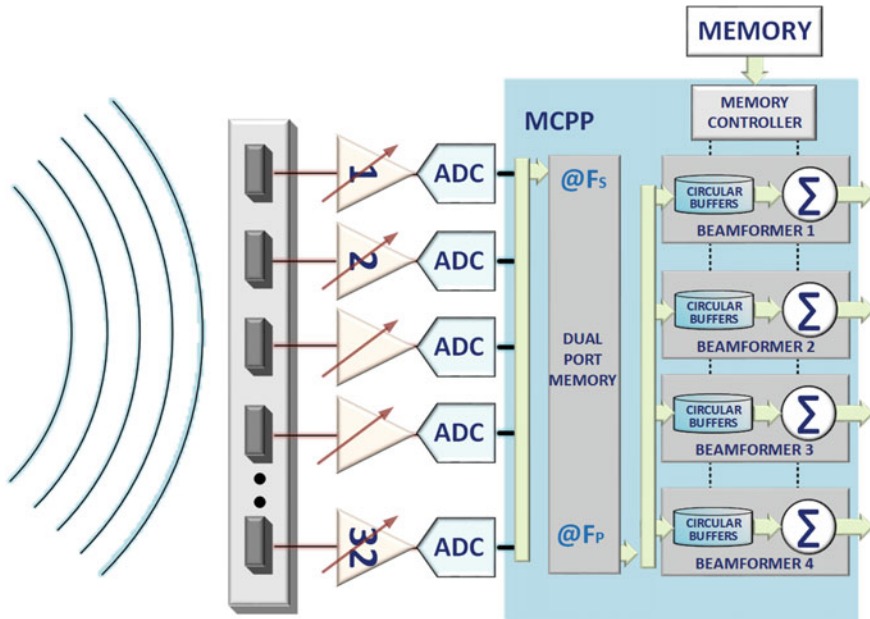 MEMORY
MEMORY
CONTROLLER
MCPP
1
ADC
@FS
CIRCULAR
BUFFERS
Σ
BEAMFORMER 1
2
ADC
CIRCULAR
BUFFERS
Σ
BEAMFORMER 2
ADC
DUAL
PORT
MEMORY
ADC
CIRCULAR
BUFFERS
Σ
BEAMFORMER 3
32
ADC
@FP
CIRCULAR
BUFFERS
Σ
BEAMFORMER 4